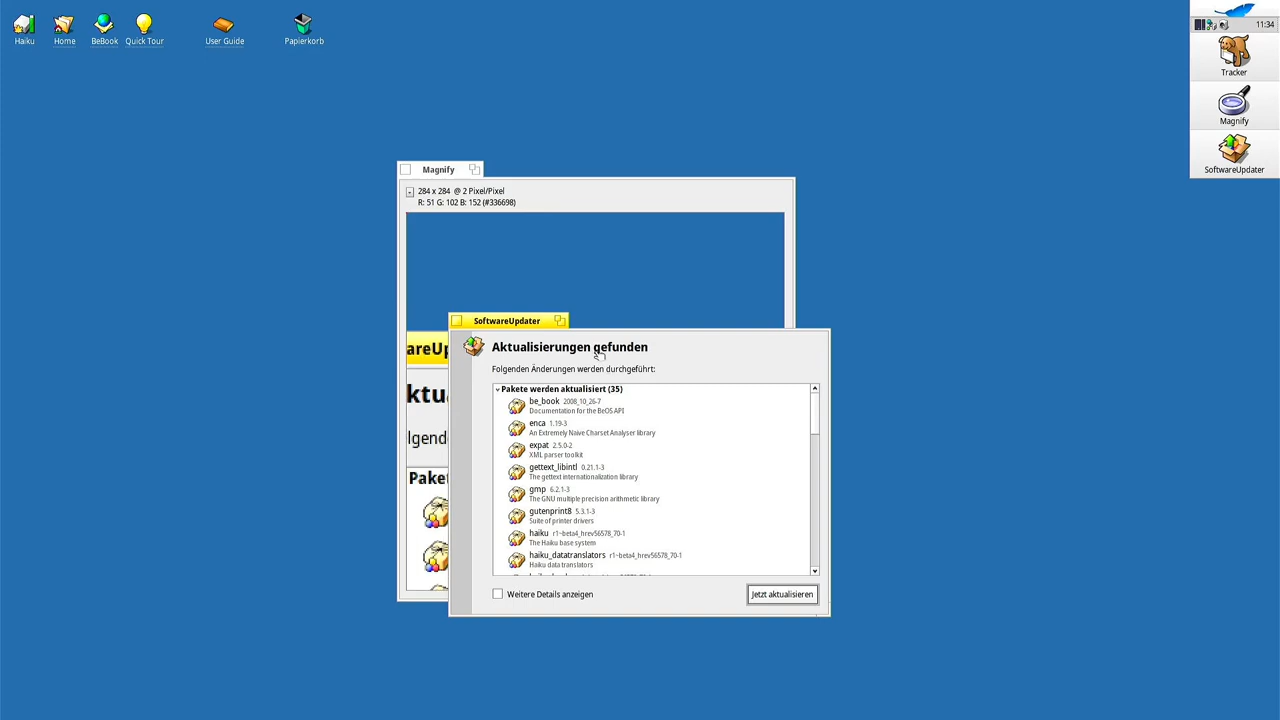 Haiku
Home
BeBook
Quick Tour
User Guide
Papierkorb
11:34
Tracker
Magnify
SoftwareUpdater
Magnify
284 x 284 @ 2 Pixel/Pixel
R: 51 G: 102 B: 152 (#336698)
SoftwareUpdater
Aktualisierungen gefunden
Folgenden Änderungen werden durchgeführt:
Pakete werden aktualisiert (35)
be_book 2008_10_26-7
Documentation for the BeOS API
enca 1.19-3
An Extremely Naive Charset Analyser library
expat 2.5.0-2
XML parser toolkit
gettext_libintl 0.21.1-3
The gettext internationalization library
gmp 6.2.1-3
The GNU multiple precision arithmetic library
gutenprint8 5.3.1-3
Suite of printer drivers
haiku r1~beta4_hrev56578_70-1
The Haiku base system
haiku_datatranslators r1~beta4_hrev56578_70-1
Haiku data translators
Weitere Details anzeigen
Jetzt aktualisieren
areUp
ktu
lgende
Pake